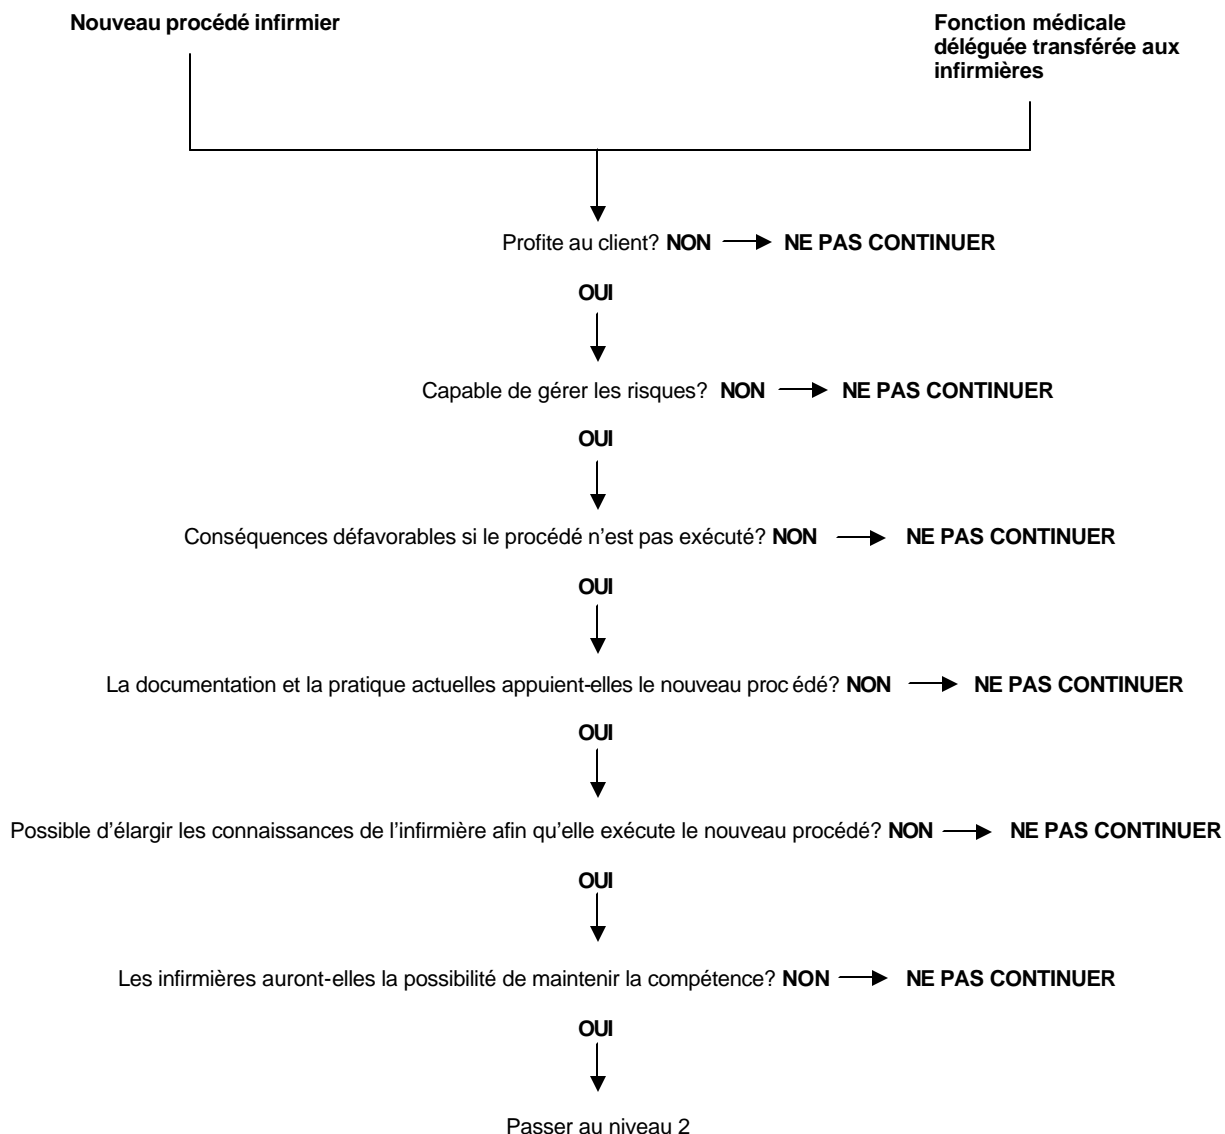 Nouveau procédé infirmier
Fonction médicale
déléguée transférée aux
infirmières
Profite au client? NON NE PAS CONTINUER
OUI
Capable de gérer les risques? NON NE PAS CONTINUER
OUI
Conséquences défavorables si le procédé n'est pas exécuté? NON NE PAS CONTINUER
OUI
La documentation et la pratique actuelles appuient-elles le nouveau proc édé? NON NE PAS CONTINUER
OUI
Possible d'élargir les connaissances de l'infirmière afin qu'elle exécute le nouveau procédé? NON NE PAS CONTINUER
OUI
Les infirmières auront-elles la possibilité de maintenir la compétence? NON NE PAS CONTINUER
OUI
Passer au niveau 2